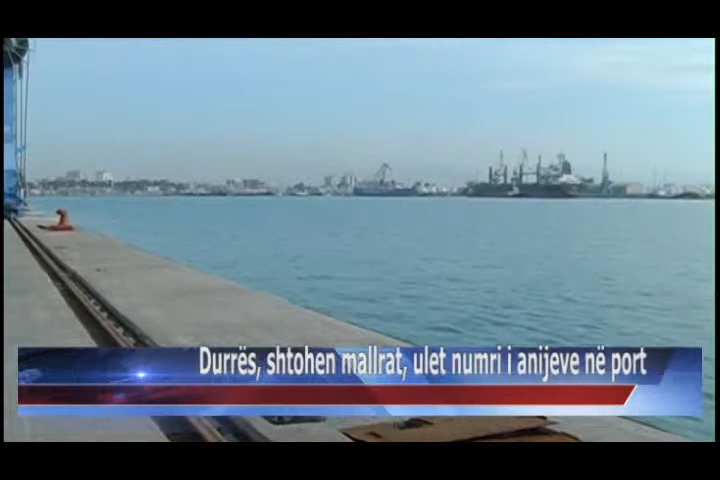 Durrës, shtohen mallrat, ulet numri i anijeve në port